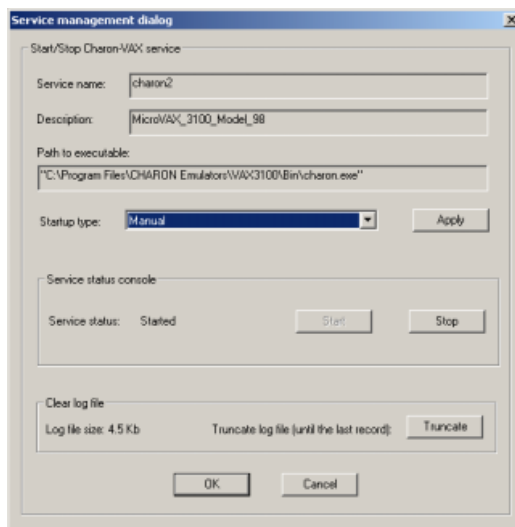 Service management dialog
Start/Stop Charon-VAX service
Service name: charon2
Description: MicroVAX_3100_Model_98
Path to executable:
"C:\Program Files\CHARON Emulators\VAX3100\Bin\charon.exe"
Startup type: Manual Apply
Service status console
Service status: Started Start Stop
Clear log file
Log file size: 4.5 Kb Truncate log file (until the last record): Truncate
OK Cancel